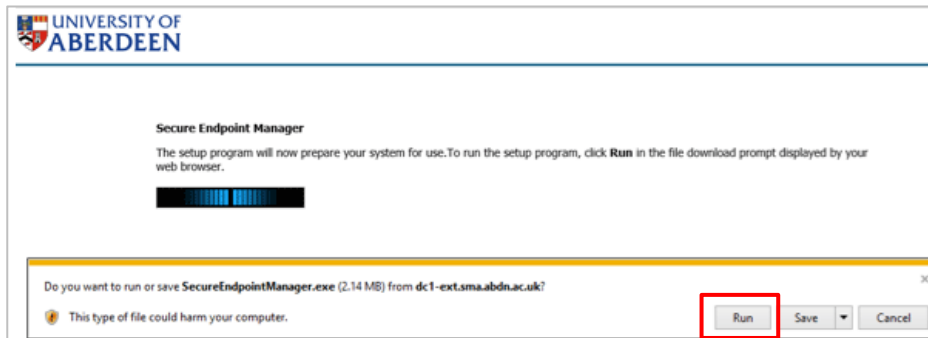 UNIVERSITY OF
ABERDEEN
Secure Endpoint Manager
The setup program will now prepare your system for use.To run the setup program, click Run in the file download prompt displayed by your
web browser.
Do you want to run or save SecureEndpointManager.exe (2.14 MB) from dc1-ext.sma.abdn.ac.uk?
This type of file could harm your computer.
Run Save Cancel